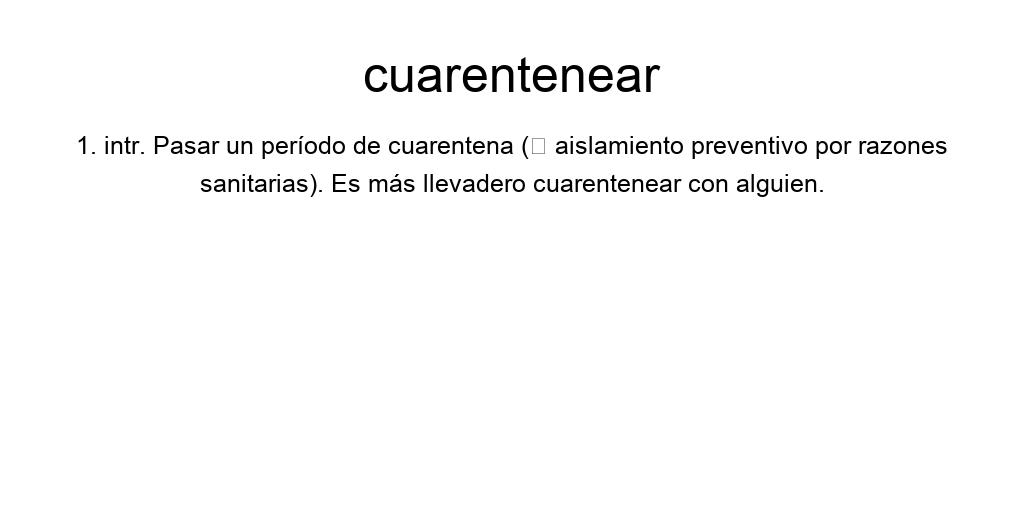 cuarentenear
1. intr. Pasar un período de cuarentena (□ aislamiento preventivo por razones
sanitarias). Es más llevadero cuarentenear con alguien.